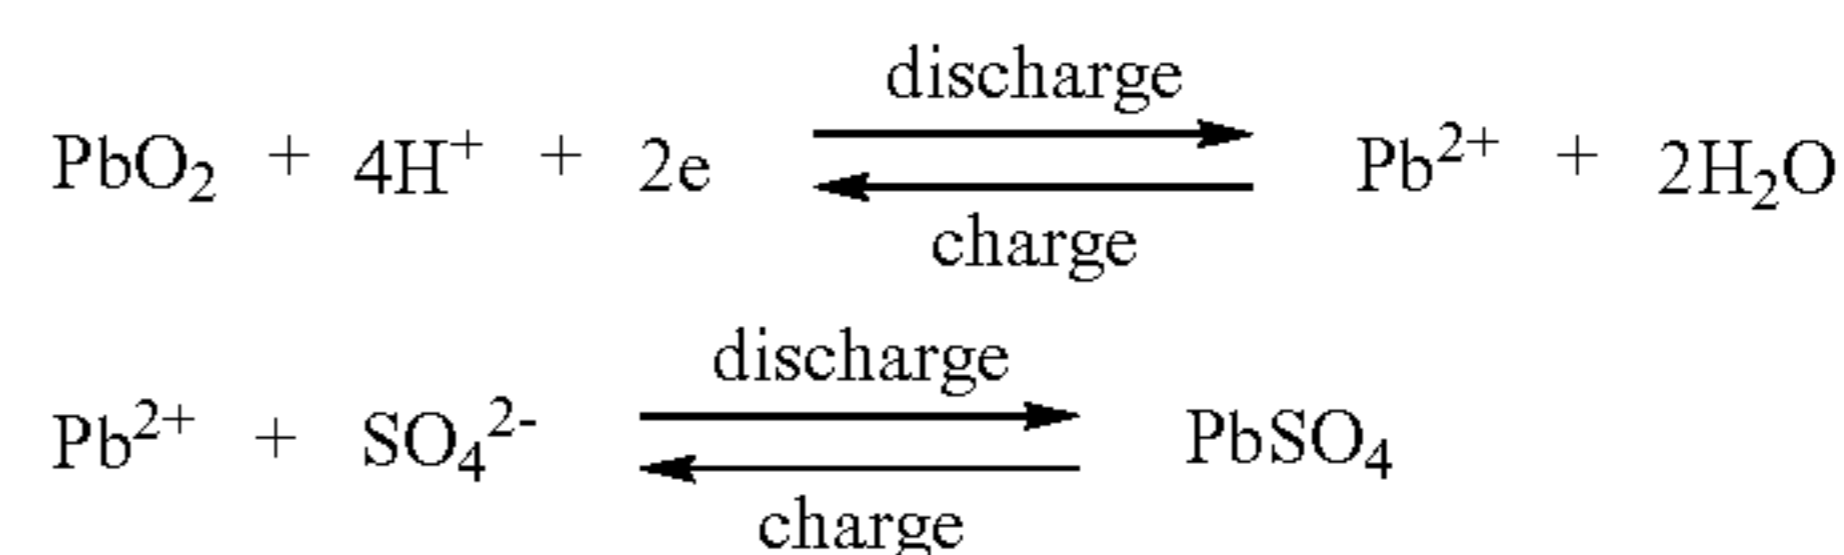 discharge
PbO₂ + 4H⁺ + 2e ⇌ Pb²⁺ + 2H₂O
charge
discharge
Pb²⁺ + SO₄²⁻ ⇌ PbSO₄
charge